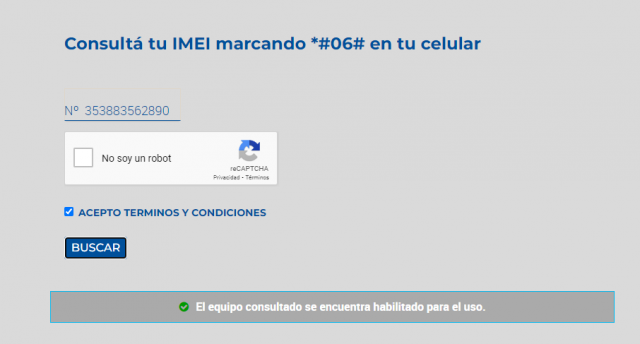 Consultá tu IMEI marcando *#06# en tu celular
Nº 353883562890
No soy un robot
reCAPTCHA
Privacidad - Términos
ACEPTO TERMINOS Y CONDICIONES
BUSCAR
El equipo consultado se encuentra habilitado para el uso.